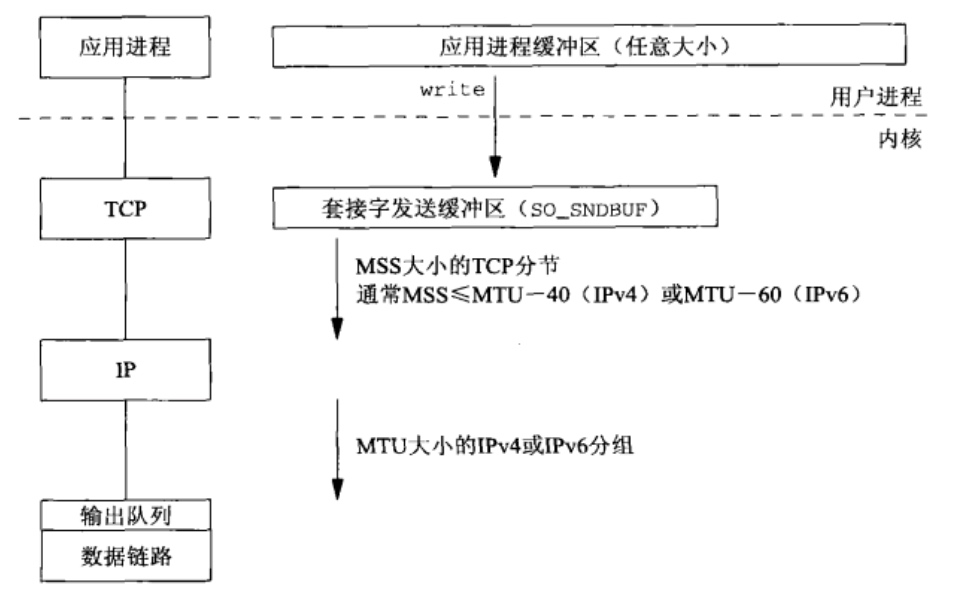 应用进程
应用进程缓冲区（任意大小）
write
用户进程
内核
TCP
套接字发送缓冲区（SO_SNDBUF）
MSS大小的TCP分节
通常MSS≤MTU－40（IPv4）或MTU－60（IPv6）
IP
MTU大小的IPv4或IPv6分组
输出队列
数据链路